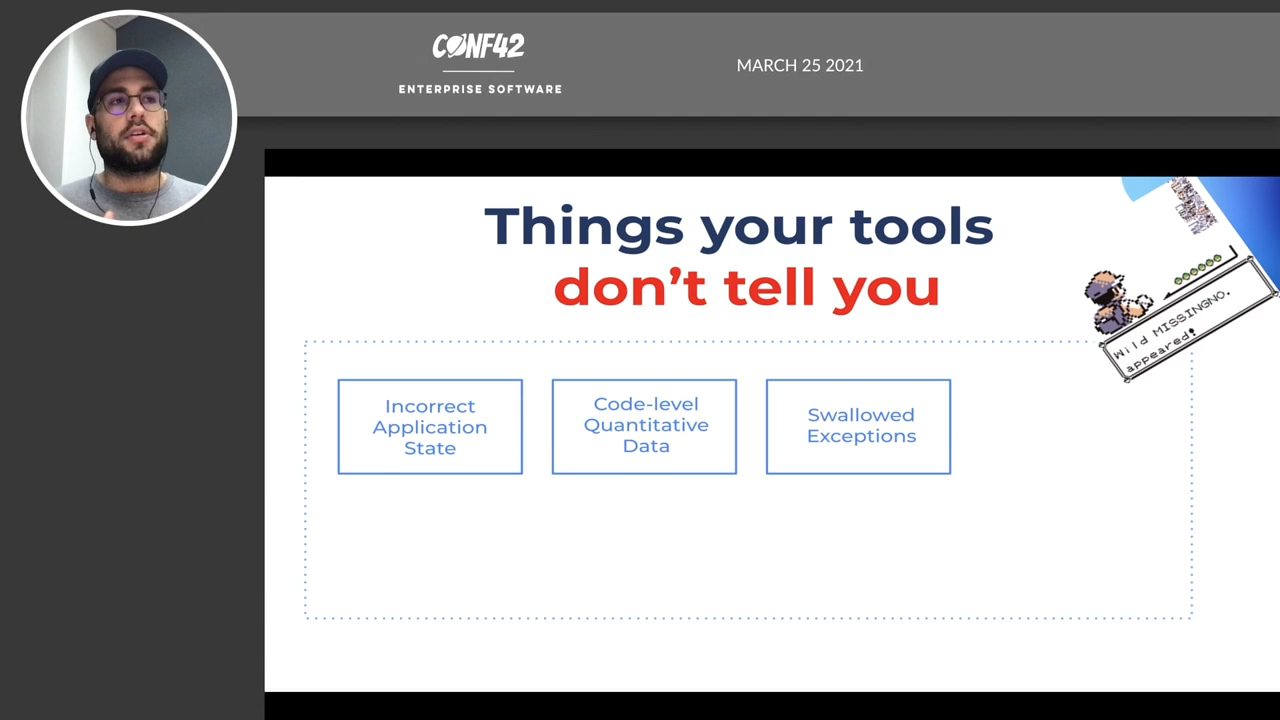 CONF42
ENTERPRISE SOFTWARE
MARCH 25 2021
Things your tools
don't tell you
Wild MISSINGNO.
appeared!
Incorrect
Application
State
Code-level
Quantitative
Data
Swallowed
Exceptions